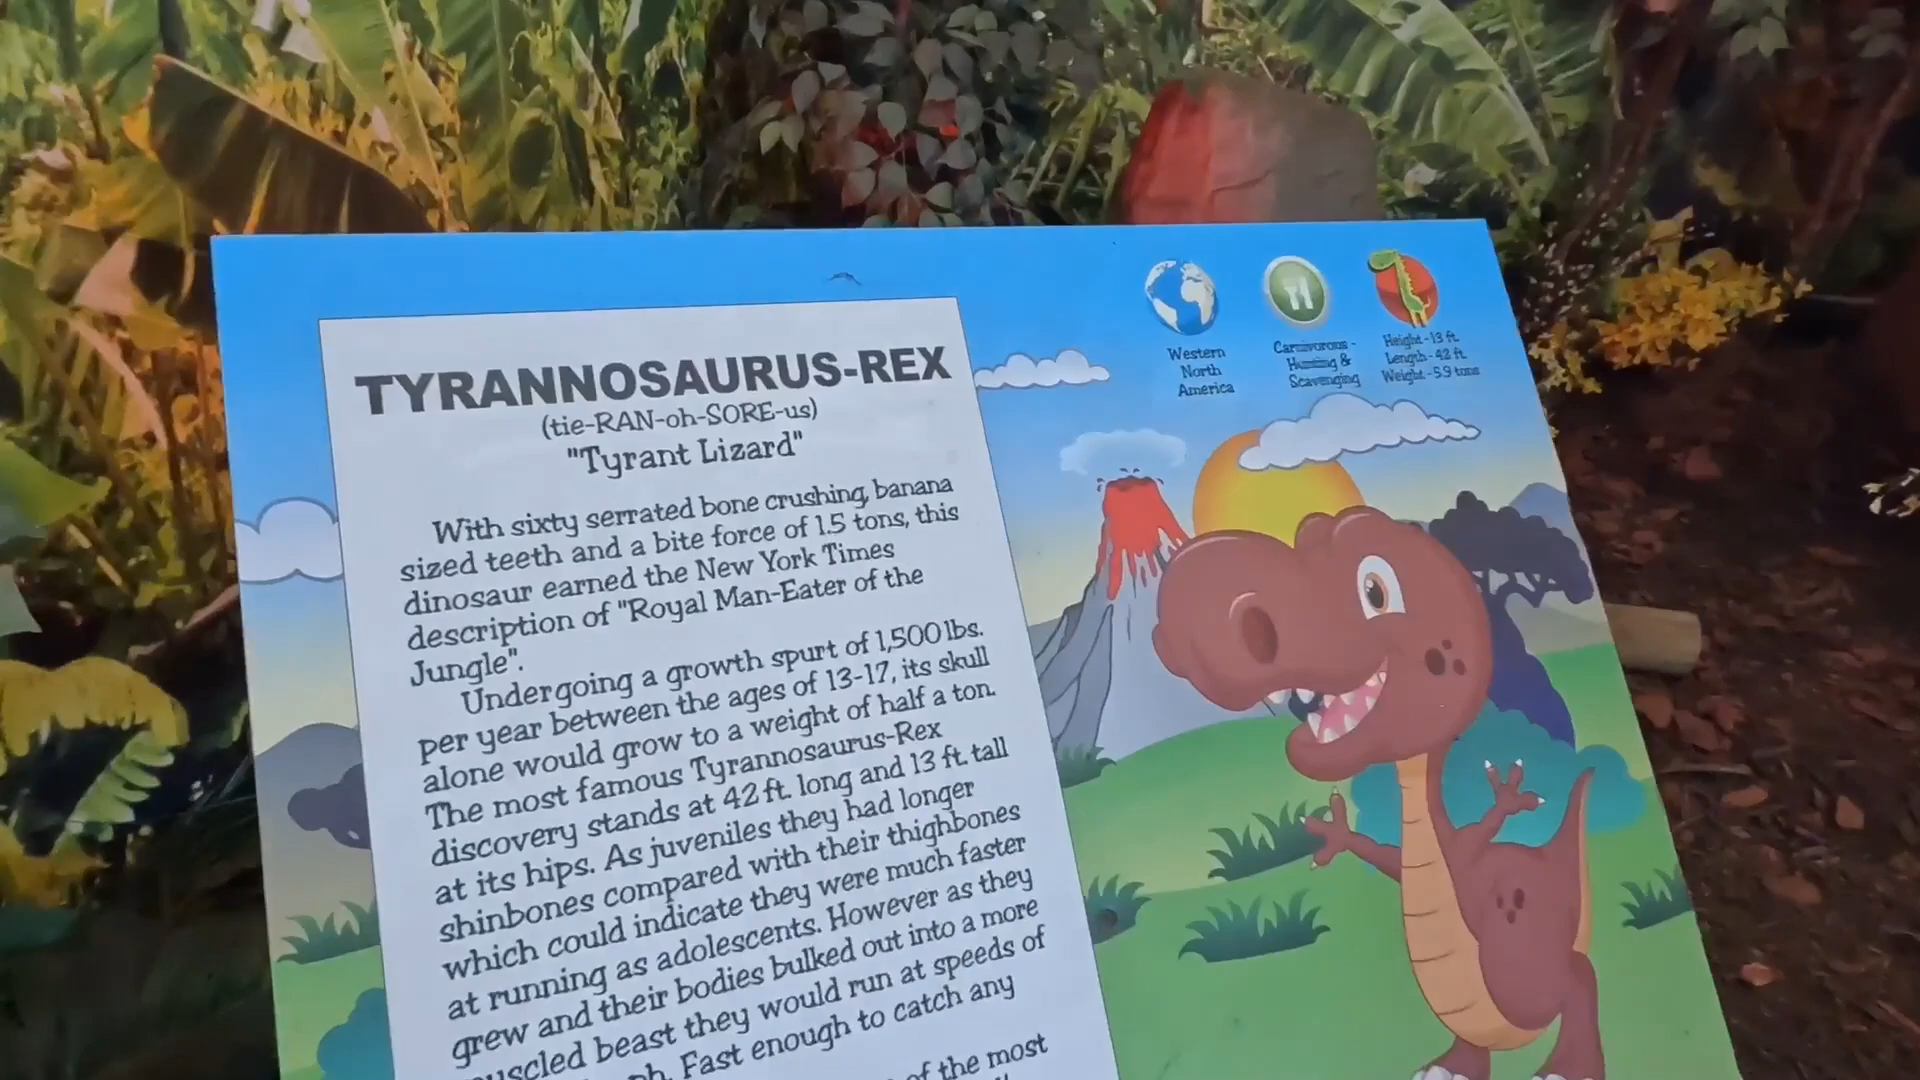 TYRANNOSAURUS-REX
(tie-RAN-oh-SORE-us)
"Tyrant Lizard"
With sixty serrated bone crushing, banana
sized teeth and a bite force of 1.5 tons, this
dinosaur earned the New York Times
description of "Royal Man-Eater of the
Jungle".
Undergoing a growth spurt of 1,500 lbs.
per year between the ages of 13-17, its skull
alone would grow to a weight of half a ton.
The most famous Tyrannosaurus-Rex
discovery stands at 42 ft. long and 13 ft. tall
at its hips. As juveniles they had longer
shinbones compared with their thighbones
which could indicate they were much faster
at running as adolescents. However as they
grew and their bodies bulked out into a more
muscled beast they would run at speeds of
Fast enough to catch any
of the most
Western
North
America
Carnivorous -
Hunting &
Scavenging
Height - 13 ft.
Length - 42 ft.
Weight - 5.9 tons